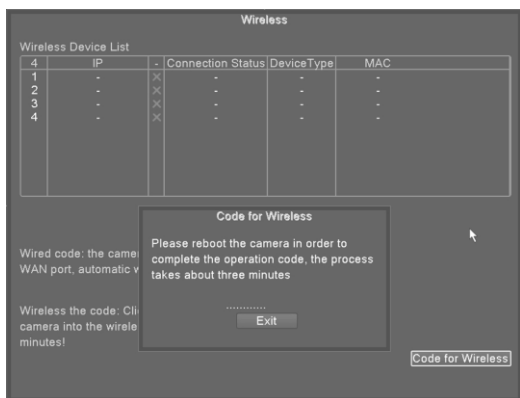 Wireless
Wireless Device List
4 IP - Connection Status DeviceType MAC
1 - × - - -
2 - × - - -
3 - × - - -
4 - × - - -
Code for Wireless
Please reboot the camera in order to
complete the operation code, the process
takes about three minutes
............
Exit
Wired code: the came
WAN port, automatic w
Wireless the code: Cli
camera into the wirele
minutes!
Code for Wireless